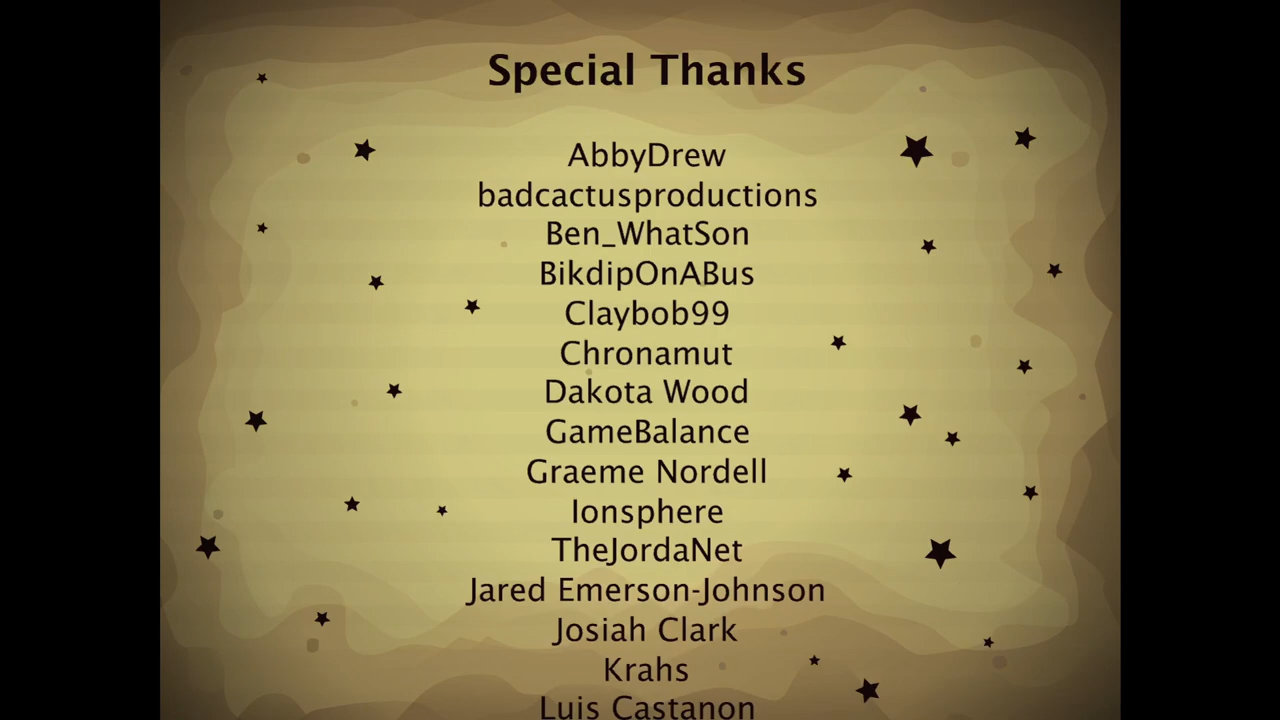 Special Thanks
AbbyDrew
badcactusproductions
Ben_WhatSon
BikdipOnABus
Claybob99
Chronamut
Dakota Wood
GameBalance
Graeme Nordell
Ionsphere
TheJordaNet
Jared Emerson-Johnson
Josiah Clark
Krahs
Luis Castanon